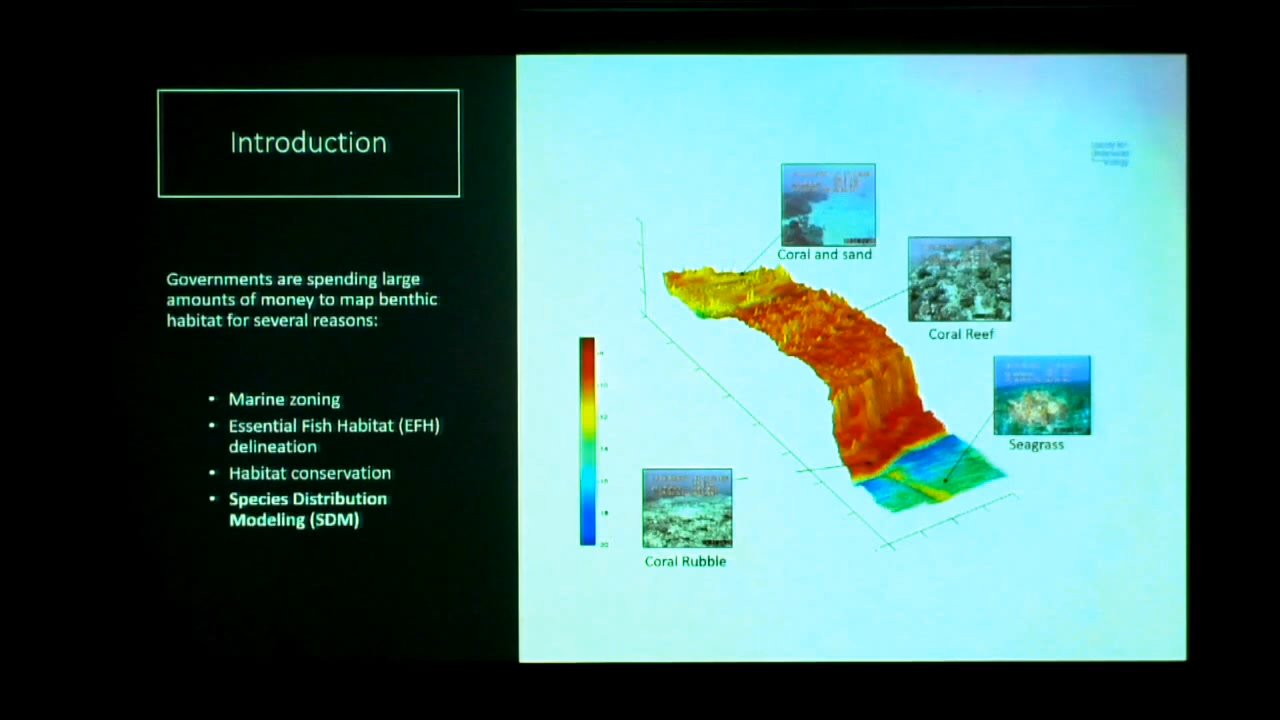 Introduction
Governments are spending large
amounts of money to map benthic
habitat for several reasons:
• Marine zoning
• Essential Fish Habitat (EFH)
delineation
• Habitat conservation
• Species Distribution
Modeling (SDM)
Coral and sand
Coral Reef
Seagrass
Coral Rubble